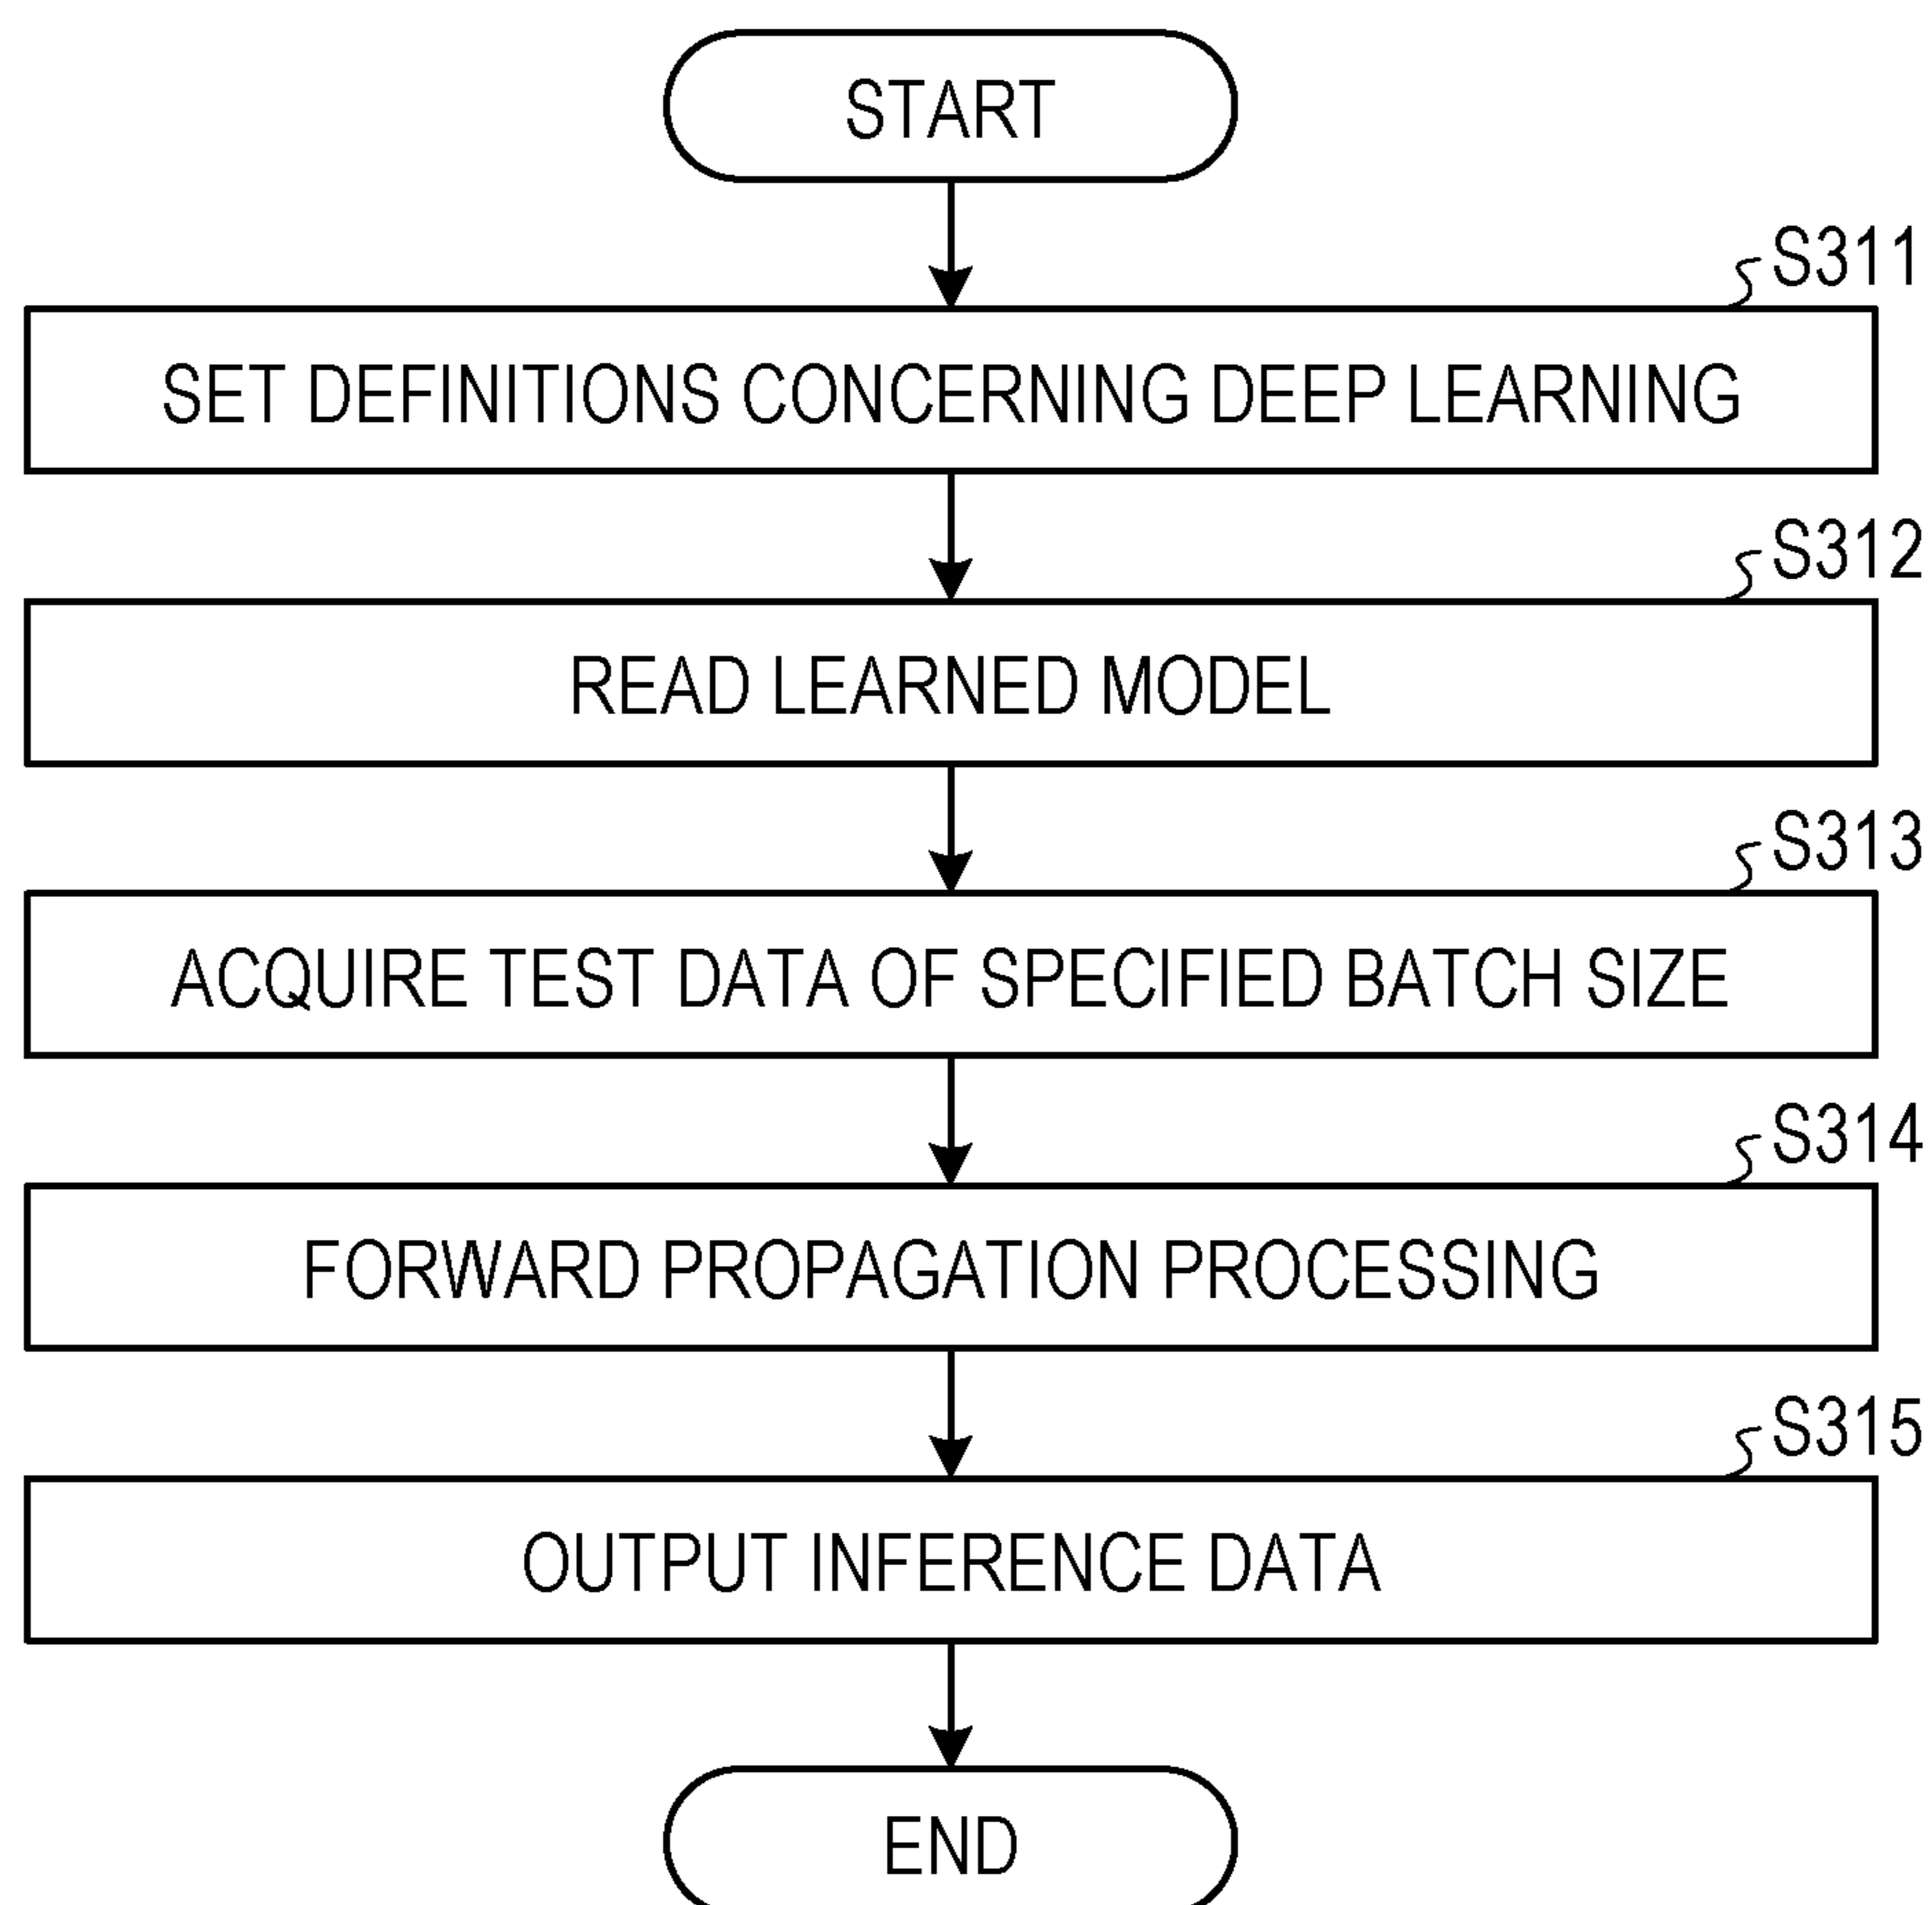 START
S311
SET DEFINITIONS CONCERNING DEEP LEARNING
S312
READ LEARNED MODEL
S313
ACQUIRE TEST DATA OF SPECIFIED BATCH SIZE
S314
FORWARD PROPAGATION PROCESSING
S315
OUTPUT INFERENCE DATA
END